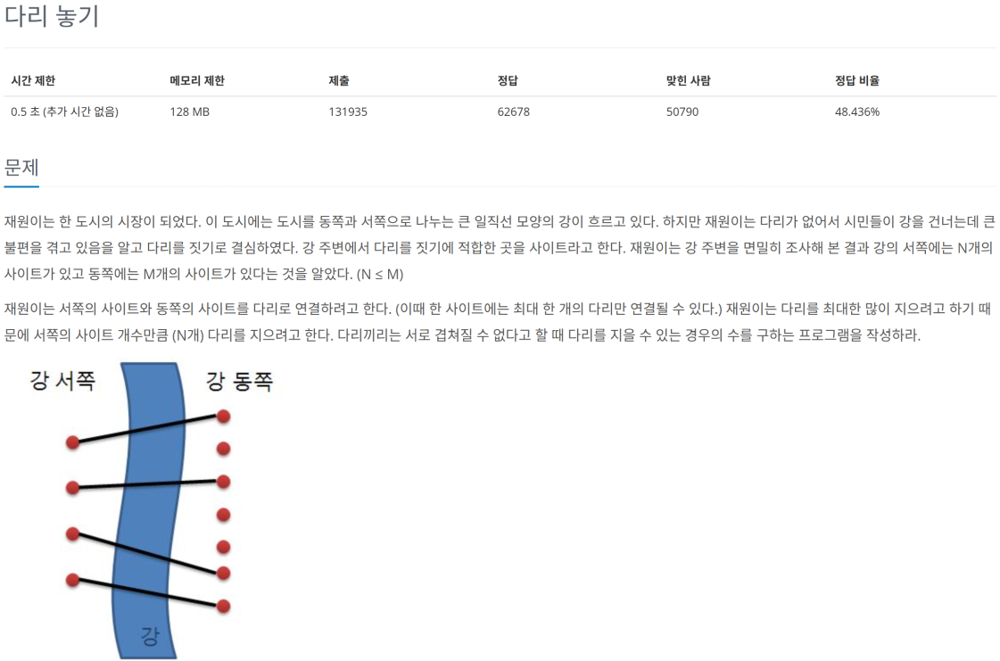 다리 놓기
시간 제한 메모리 제한 제출 정답 맞힌 사람 정답 비율
0.5 초 (추가 시간 없음) 128 MB 131935 62678 50790 48.436%
문제
재원이는 한 도시의 시장이 되었다. 이 도시에는 도시를 동쪽과 서쪽으로 나누는 큰 일직선 모양의 강이 흐르고 있다. 하지만 재원이는 다리가 없어서 시민들이 강을 건너는데 큰
불편을 겪고 있음을 알고 다리를 짓기로 결심하였다. 강 주변에서 다리를 짓기에 적합한 곳을 사이트라고 한다. 재원이는 강 주변을 면밀히 조사해 본 결과 강의 서쪽에는 N개의
사이트가 있고 동쪽에는 M개의 사이트가 있다는 것을 알았다. (N ≤ M)
재원이는 서쪽의 사이트와 동쪽의 사이트를 다리로 연결하려고 한다. (이때 한 사이트에는 최대 한 개의 다리만 연결될 수 있다.) 재원이는 다리를 최대한 많이 지으려고 하기 때
문에 서쪽의 사이트 개수만큼 (N개) 다리를 지으려고 한다. 다리끼리는 서로 겹쳐질 수 없다고 할 때 다리를 지을 수 있는 경우의 수를 구하는 프로그램을 작성하라.
강 서쪽 강 동쪽
강